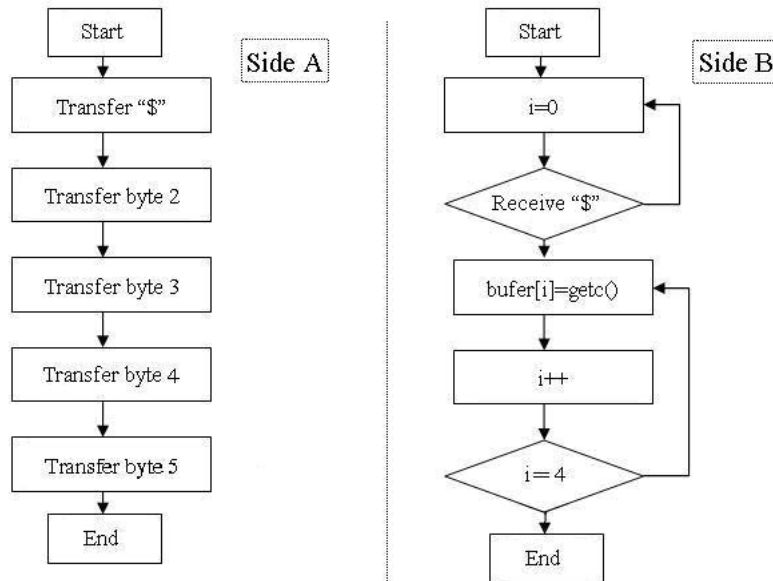 Start
Side A
Transfer “$”
Transfer byte 2
Transfer byte 3
Transfer byte 4
Transfer byte 5
End
Start
Side B
i=0
Receive “$”
bufer[i]=getc()
i++
i=4
End